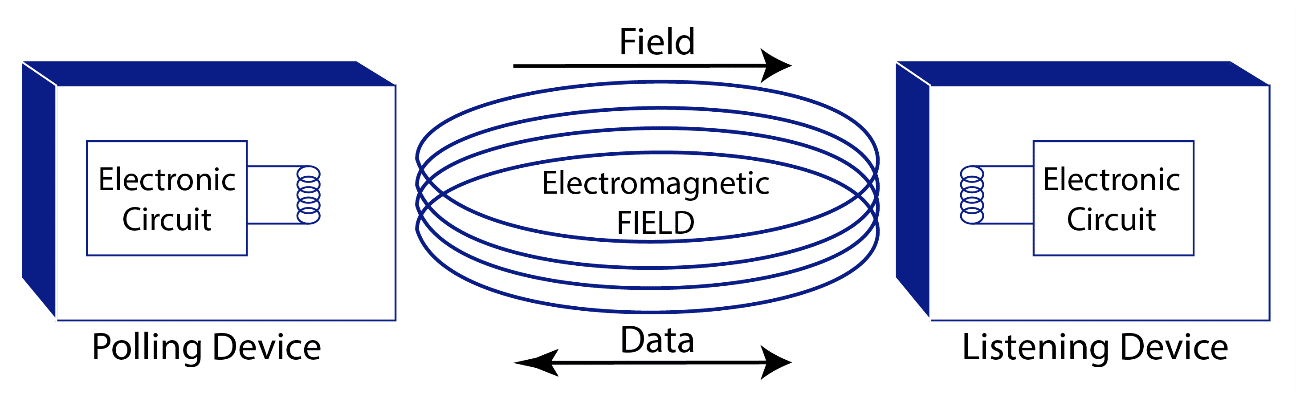 Field
Electronic
Circuit
Electromagnetic
FIELD
Electronic
Circuit
Polling Device
Data
Listening Device